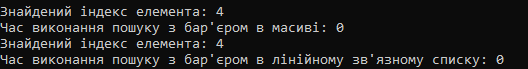 Знайдений індекс елемента: 4
Час виконання пошуку з бар'єром в масиві: 0
Знайдений індекс елемента: 4
Час виконання пошуку з бар'єром в лінійному зв'язному списку: 0